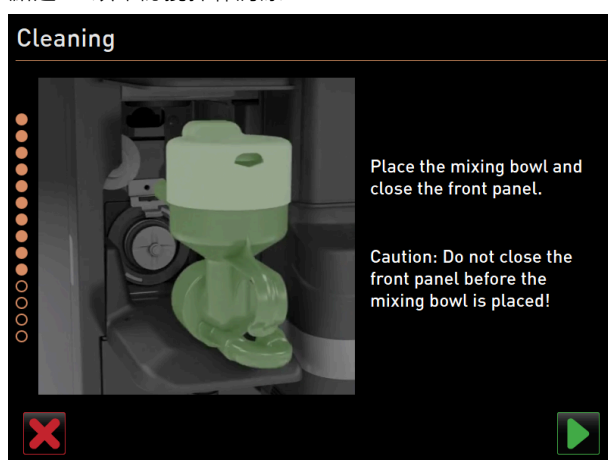 Cleaning
Place the mixing bowl and
close the front panel.
Caution: Do not close the
front panel before the
mixing bowl is placed!